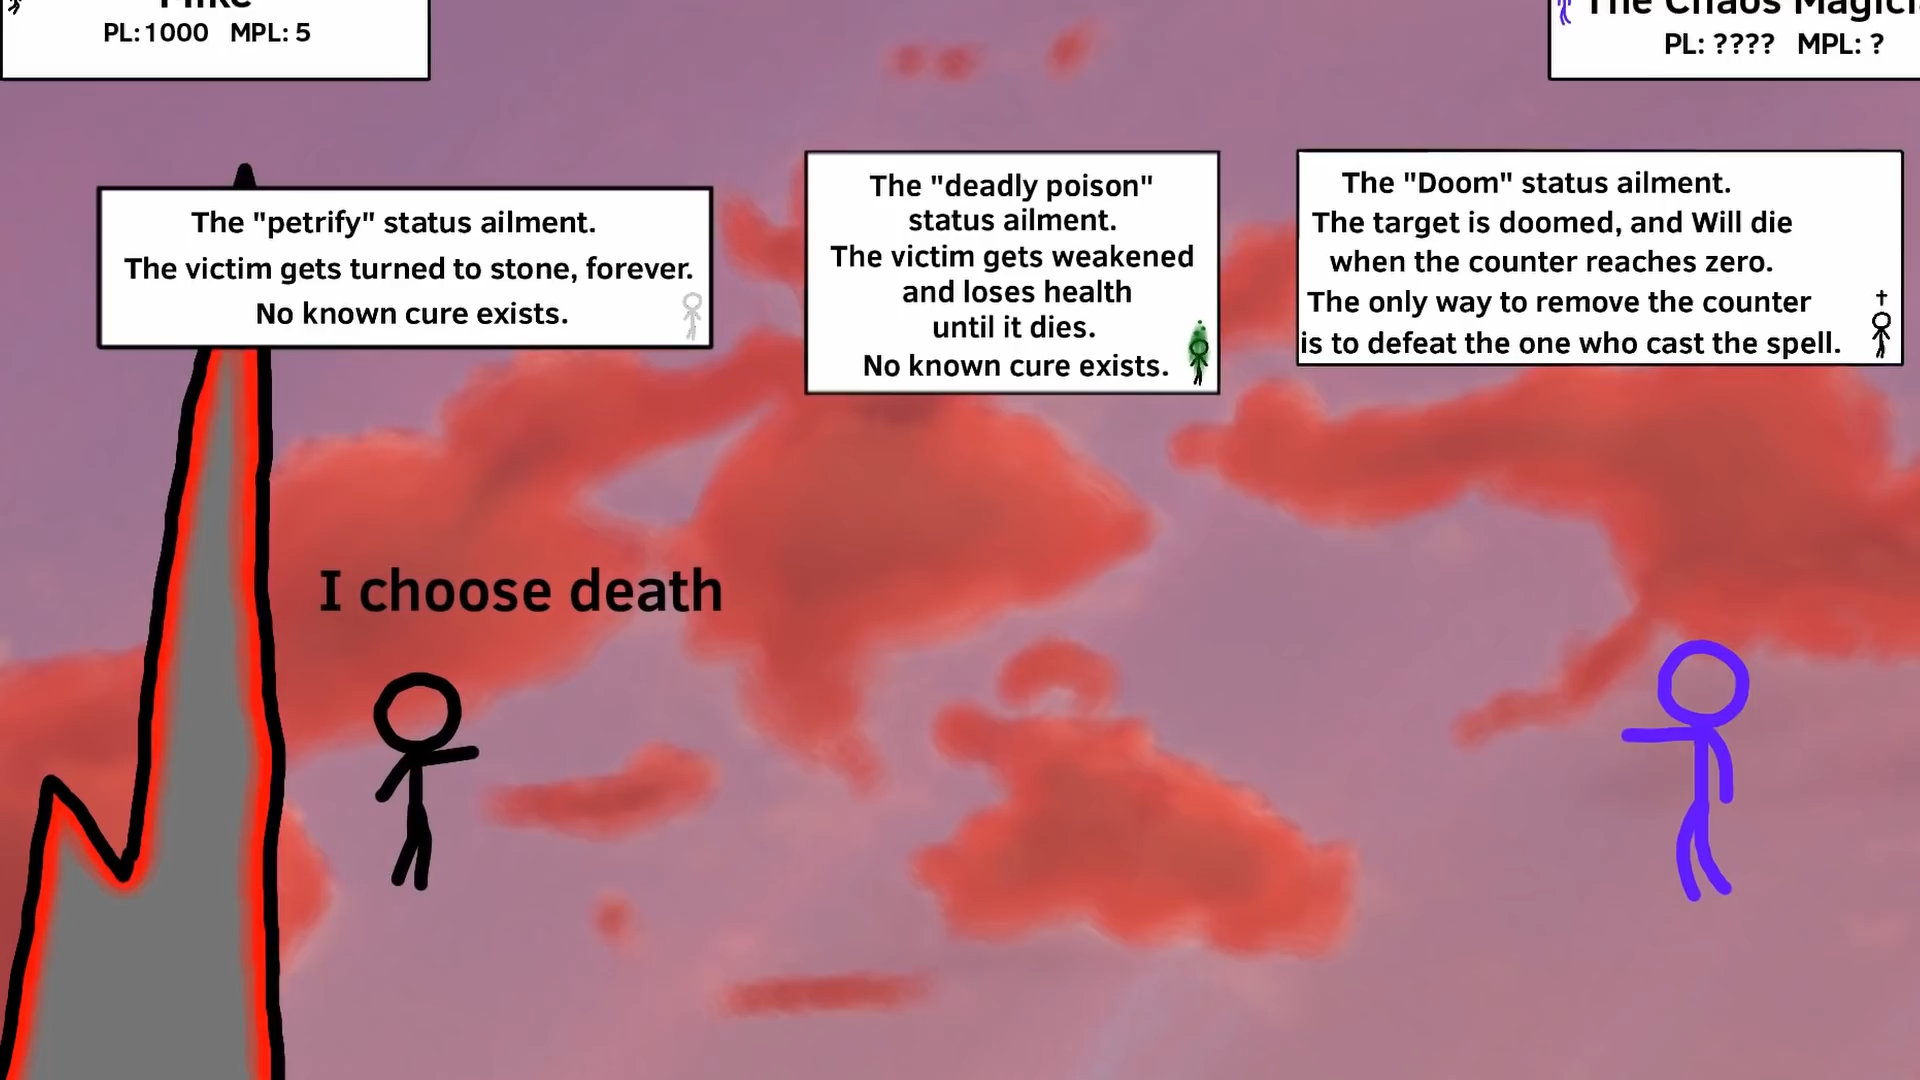 Mike
PL:1000 MPL: 5
The Chaos
PL: ???? MPL: ?
The "petrify" status ailment.
The victim gets turned to stone, forever.
No known cure exists.
The "deadly poison"
status ailment.
The victim gets weakened
and loses health
until it dies.
No known cure exists.
The "Doom" status ailment.
The target is doomed, and Will die
when the counter reaches zero.
The only way to remove the counter
is to defeat the one who cast the spell.
I choose death